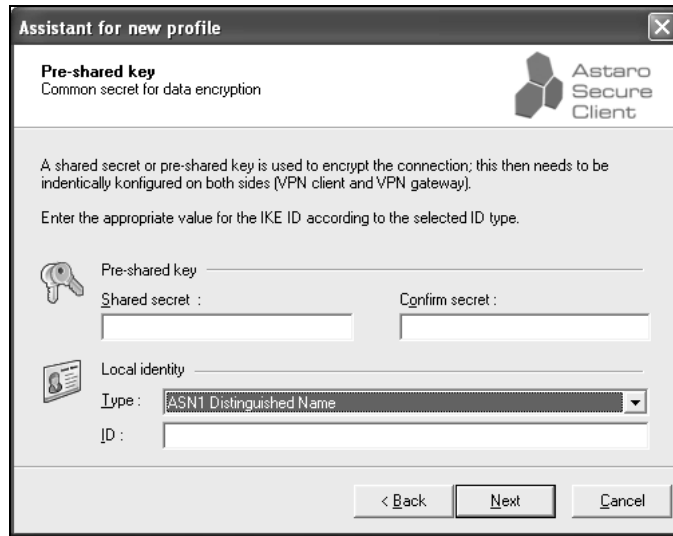 Assistant for new profile
Pre-shared key
Common secret for data encryption
Astaro
Secure
Client
A shared secret or pre-shared key is used to encrypt the connection; this then needs to be
indentically konfigured on both sides (VPN client and VPN gateway).
Enter the appropriate value for the IKE ID according to the selected ID type.
Pre-shared key
Shared secret :
Confirm secret :
Local identity
Type :
ASN1 Distinguished Name
ID :
< Back
Next
Cancel